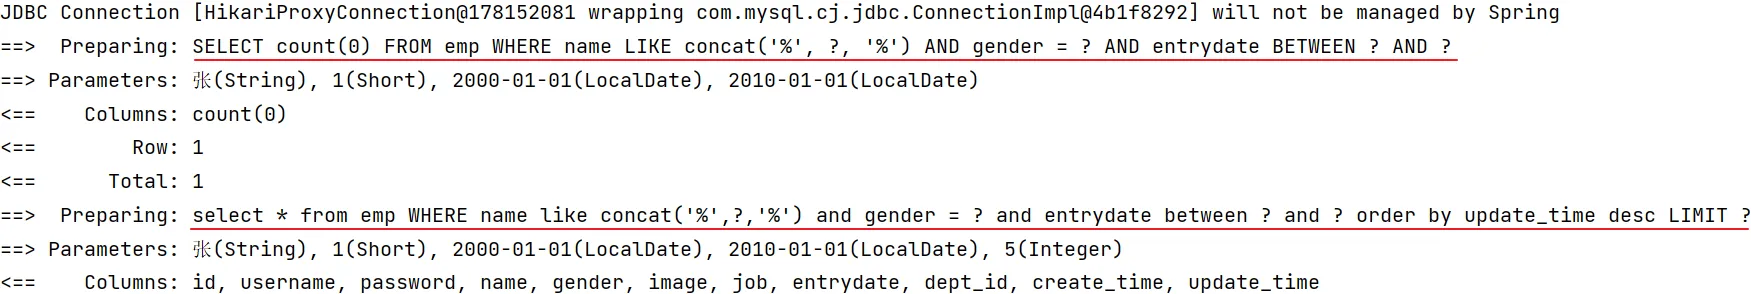 JDBC Connection [HikariProxyConnection@178152081 wrapping com.mysql.cj.jdbc.ConnectionImpl@4b1f8292] will not be managed by Spring
==>  Preparing: SELECT count(0) FROM emp WHERE name LIKE concat('%', ?, '%') AND gender = ? AND entrydate BETWEEN ? AND ?
==> Parameters: 张(String), 1(Short), 2000-01-01(LocalDate), 2010-01-01(LocalDate)
<==    Columns: count(0)
<==        Row: 1
<==      Total: 1
==>  Preparing: select * from emp WHERE name like concat('%',?,'%') and gender = ? and entrydate between ? and ? order by update_time desc LIMIT ?
==> Parameters: 张(String), 1(Short), 2000-01-01(LocalDate), 2010-01-01(LocalDate), 5(Integer)
<==    Columns: id, username, password, name, gender, image, job, entrydate, dept_id, create_time, update_time